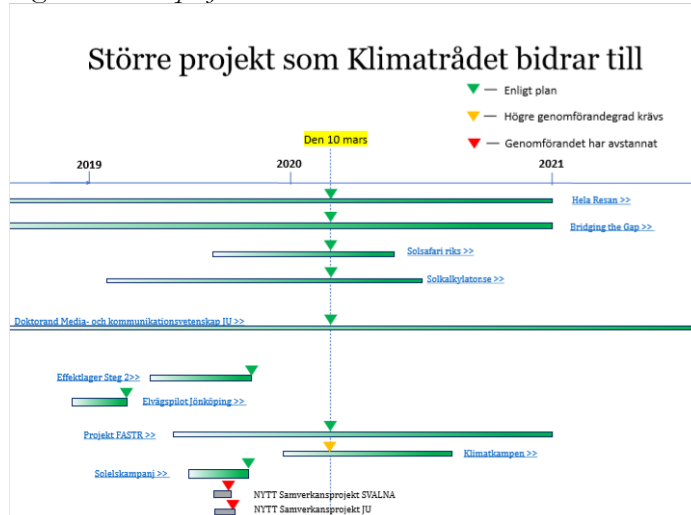 Större projekt som Klimatrådet bidrar till
— Enligt plan
— Högre genomförandegrad krävs
— Genomförandet har avstannat
Den 10 mars
2019 2020 2021
Hela Resan >>
Bridging the Gap >>
Solsafari riks >>
Solkalkylator.se >>
Doktorand Media- och kommunikationsvetenskap JU >>
Effektlager Steg 2>>
Elvägspilot Jönköping >>
Projekt FASTR >>
Klimatkampen >>
Solelskampanj >>
NYTT Samverkansprojekt SVALNA
NYTT Samverkansprojekt JU